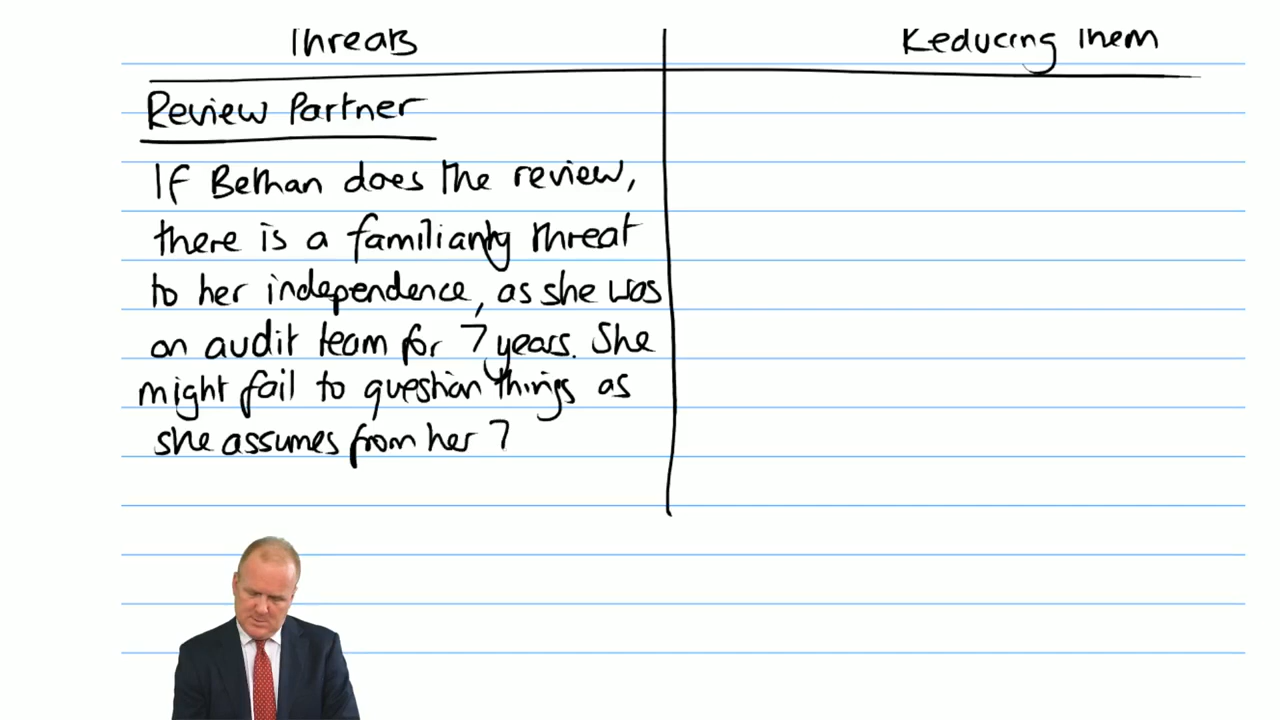 Threats
Reducing Them
Review Partner
If Bethan does the review,
there is a familiarity threat
to her independence, as she was
on audit team for 7 years. She
might fail to question things as
she assumes from her 7